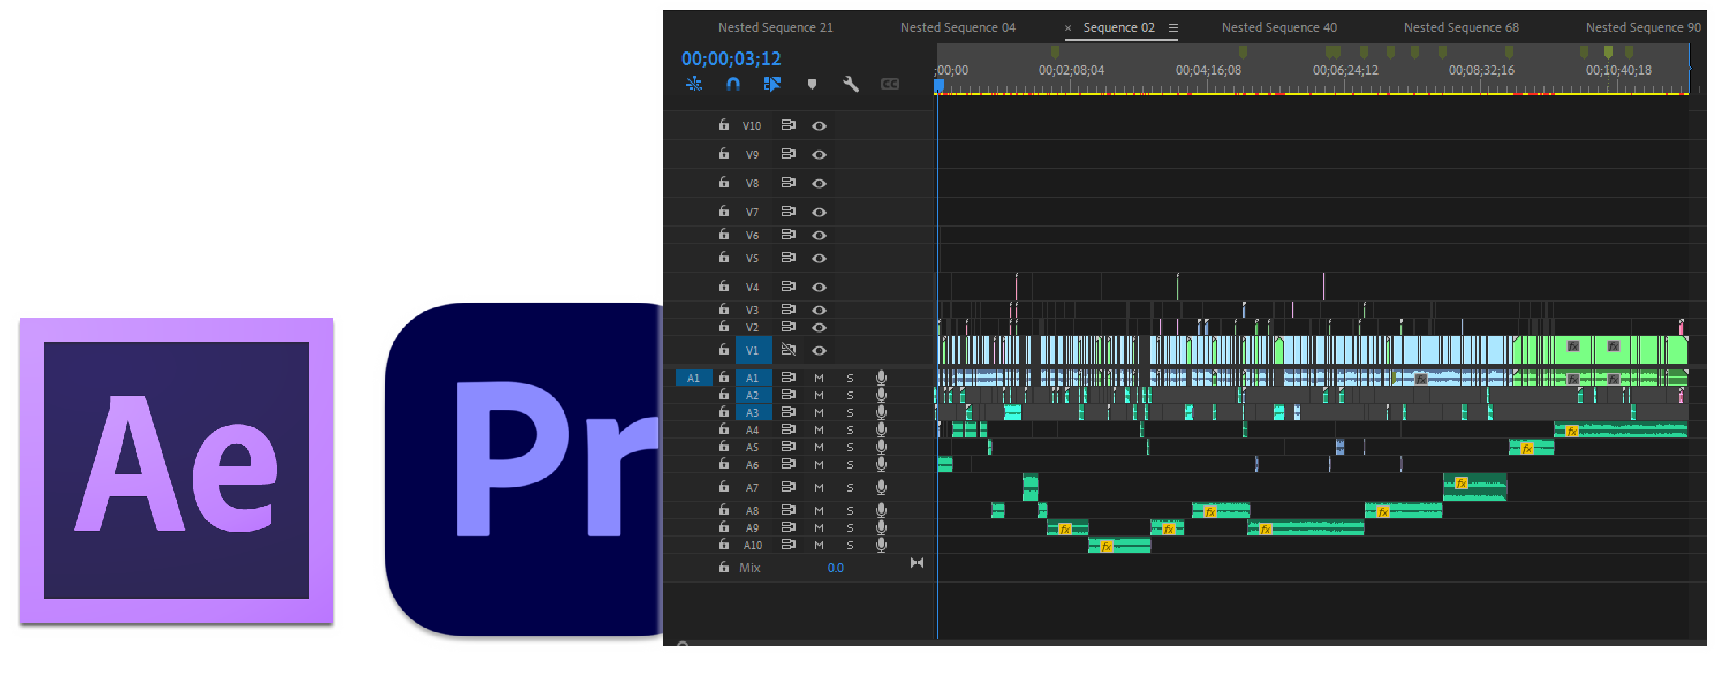 Nested Sequence 21 Nested Sequence 04 × Sequence 02 Nested Sequence 40 Nested Sequence 68 Nested Sequence 90
00;00;03;12
;00;00 00;02;08;04 00;04;16;08 00;06;24;12 00;08;32;16 00;10;40;18
CC
V10
V9
V8
V7
V6
V5
V4
V3
V2
V1 fx fx
A1 A1 M S fx fx fx
A2 M S
A3 M S
A4 M S fx
A5 M S fx
A6 M S
A7 M S fx
A8 M S fx fx
A9 M S fx fx fx
A10 M S fx
Mix 0.0
Ae
Pr